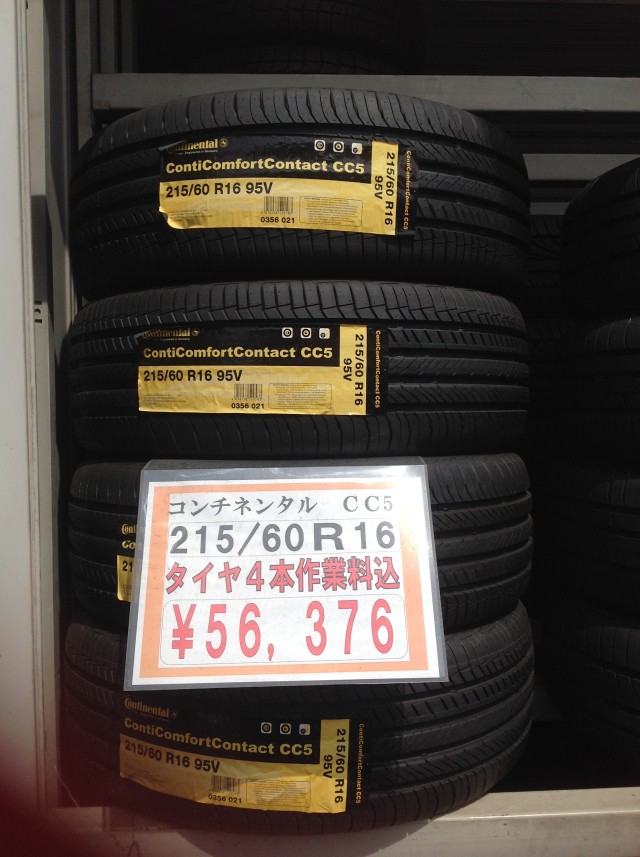 Continental
ContiComfortContact CC5
215/60 R16 95V
0356 021
215/60 R16
95V
ContiComfortContact CC5
Continental
ContiComfortContact CC5
215/60 R16 95V
0356 021
215/60 R16
95V
ContiComfortContact CC5
コンチネンタル CC5
215/60R16
タイヤ4本作業料込
¥56,376
Continental
ContiComfortContact CC5
215/60 R16 95V
0356 021
215/60 R16
95V
ContiComfortContact CC5